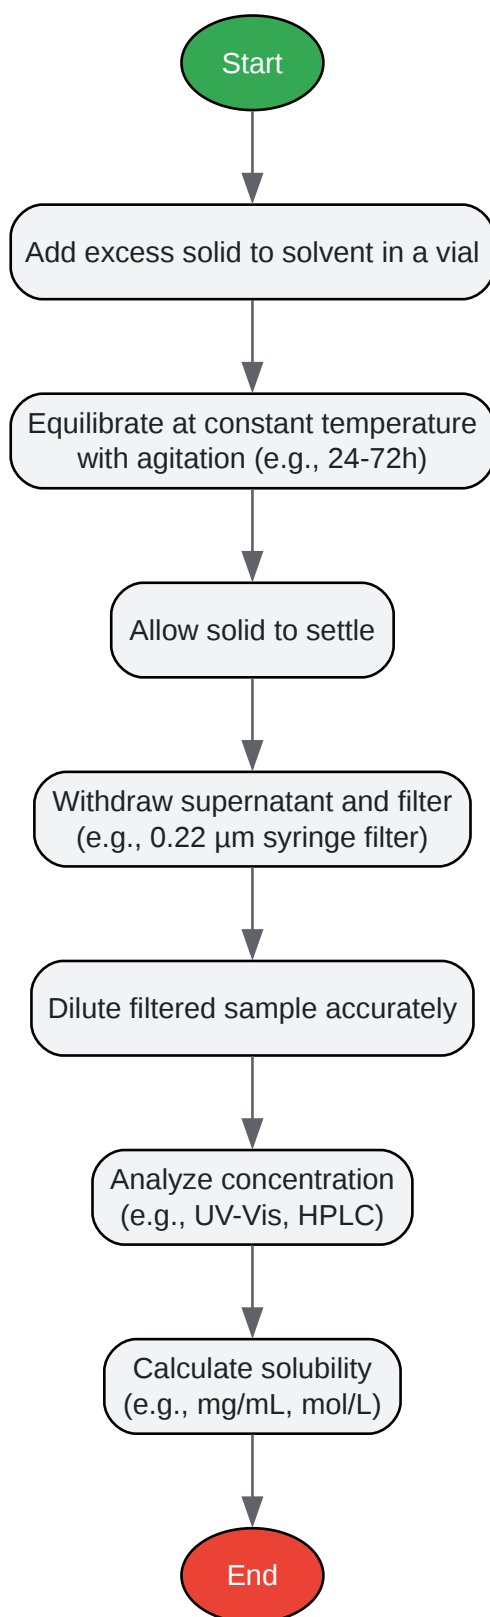 Start
Add excess solid to solvent in a vial
Equilibrate at constant temperature
with agitation (e.g., 24-72h)
Allow solid to settle
Withdraw supernatant and filter
(e.g., 0.22 µm syringe filter)
Dilute filtered sample accurately
Analyze concentration
(e.g., UV-Vis, HPLC)
Calculate solubility
(e.g., mg/mL, mol/L)
End